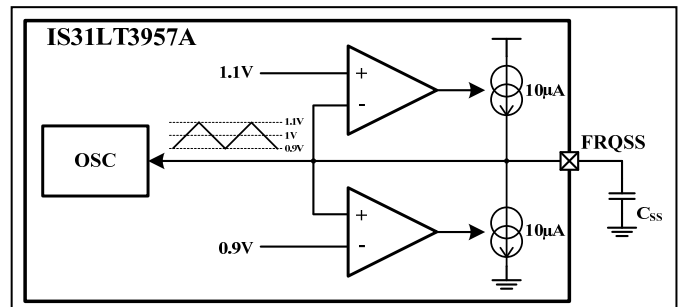 IS31LT3957A
1.1V
+
-
10µA
1.1V
1V
0.9V
OSC
FRQSS
+
-
0.9V
10µA
CSS